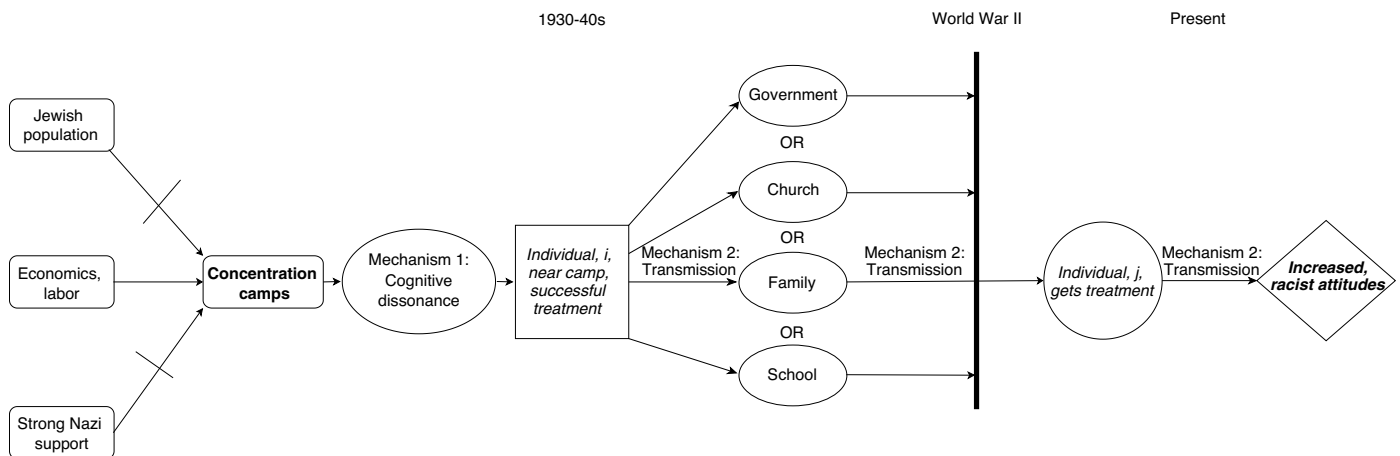 1930-40s
World War II
Present
Jewish
population
Economics,
labor
Strong Nazi
support
Concentration
camps
Mechanism 1:
Cognitive
dissonance
Individual, i,
near camp,
successful
treatment
Government
OR
Church
OR
Mechanism 2:
Transmission
Family
OR
School
Mechanism 2:
Transmission
Individual, j,
gets treatment
Mechanism 2:
Transmission
Increased,
racist attitudes